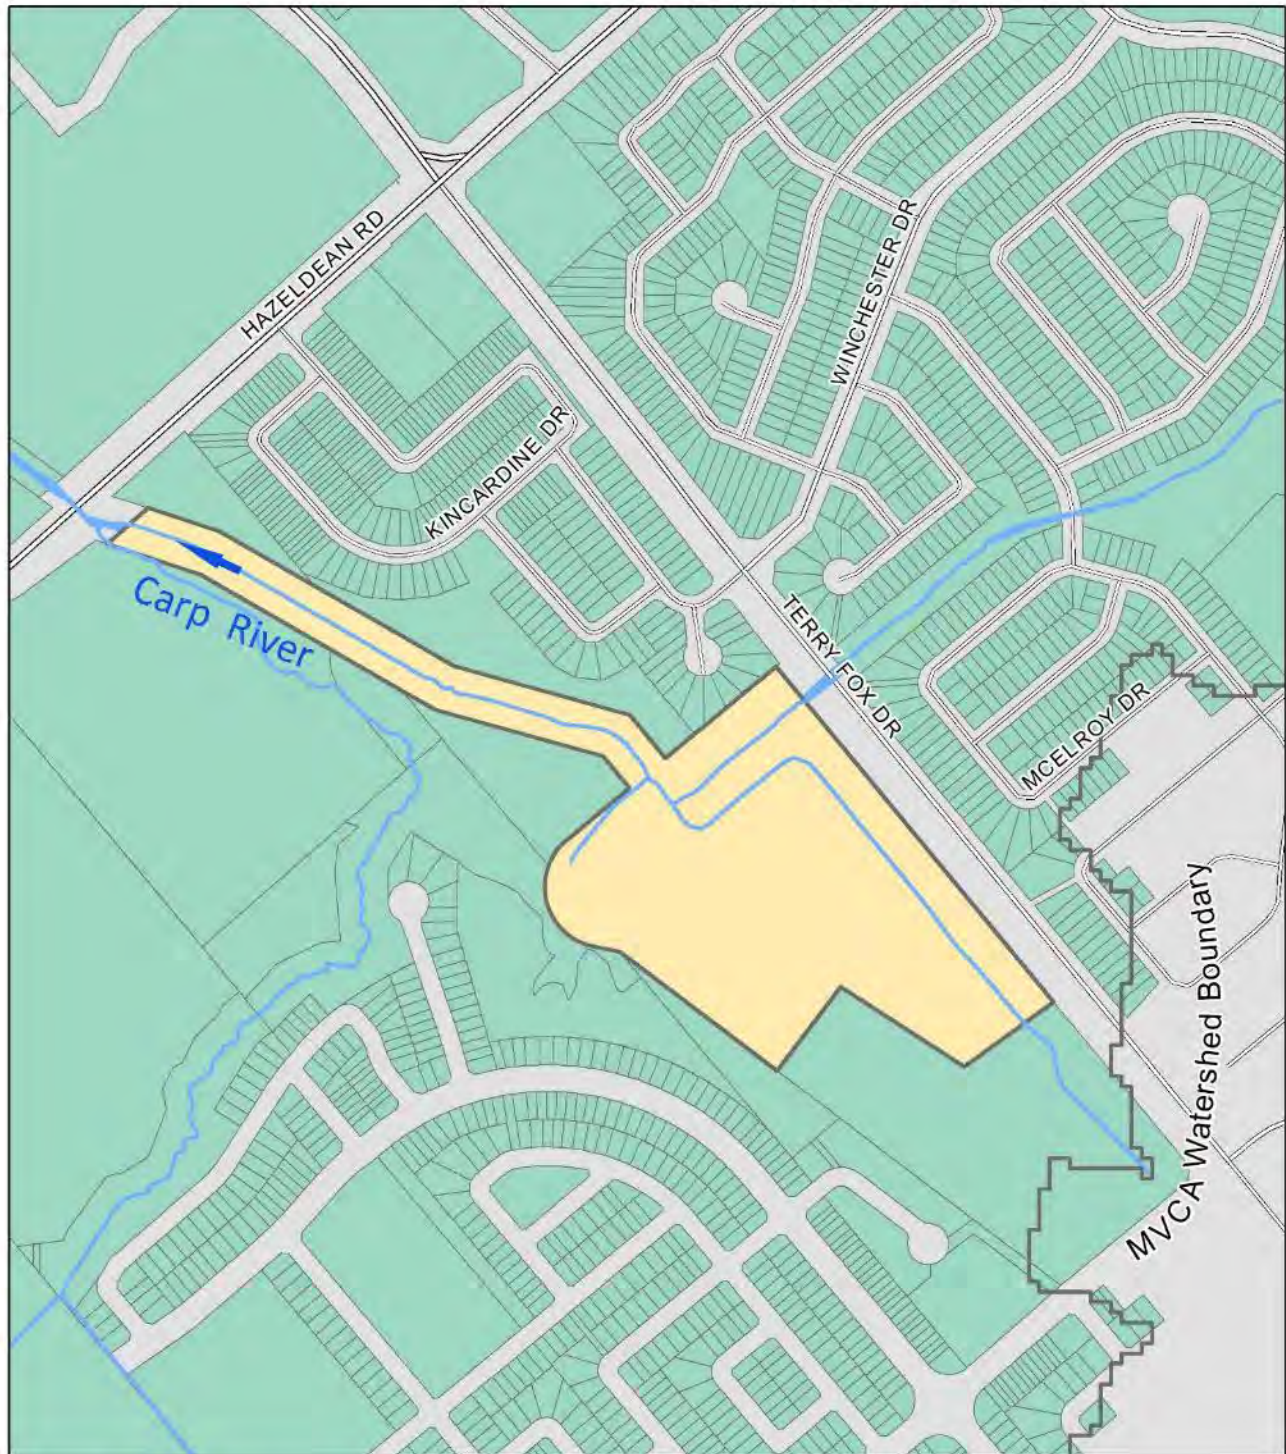 HAZELDEAN RD
WINCHESTER DR
KINCARDINE DR
Carp River
TERRY FOX DR
MCELROY DR
MVCA Watershed Boundary